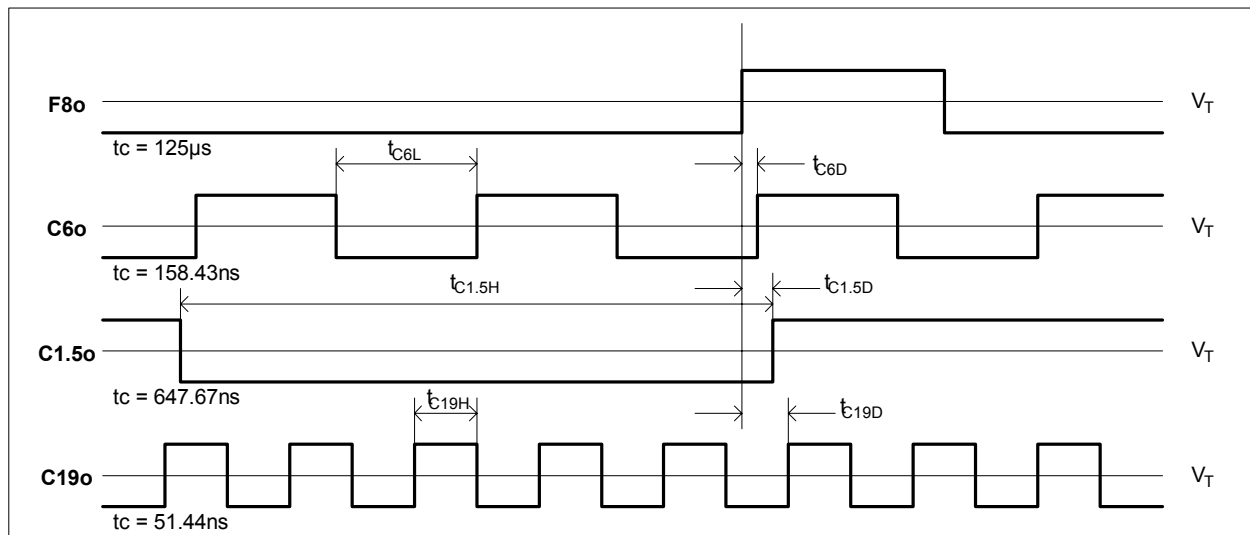 F8o
V_T
tc = 125µs
t_C6L
t_C6D
C6o
V_T
tc = 158.43ns
t_C1.5H
t_C1.5D
C1.5o
V_T
tc = 647.67ns
t_C19H
t_C19D
C19o
V_T
tc = 51.44ns